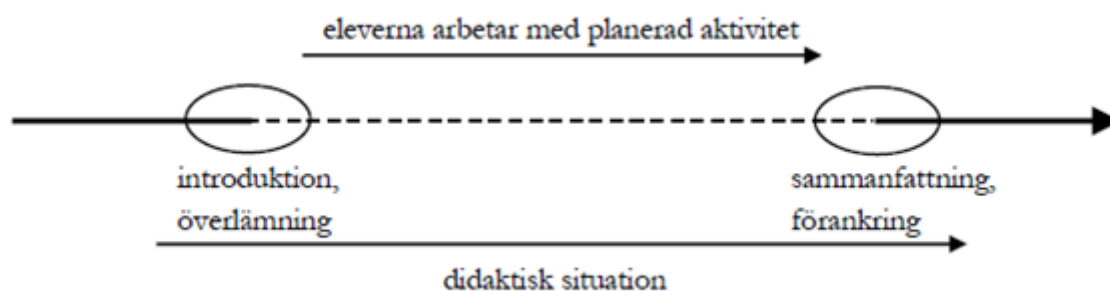 eleverna arbetar med planerad aktivitet
introduktion,
överlämning
sammanfattning,
förankring
didaktisk situation